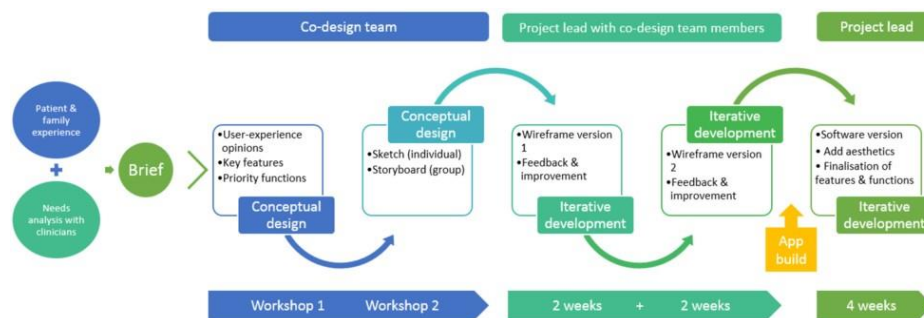 Co-design team
Project lead with co-design team members
Project lead
Patient &
family
experience
+
Needs
analysis with
clinicians
Brief
•User-experience
opinions
•Key features
•Priority functions
Conceptual
design
Conceptual
design
•Sketch (individual)
•Storyboard (group)
•Wireframe version
1
•Feedback &
improvement
Iterative
development
Iterative
development
•Wireframe version
2
•Feedback &
improvement
App
build
•Software version
• Add aesthetics
•Finalisation of
features & functions
Iterative
development
Workshop 1
Workshop 2
2 weeks
+
2 weeks
4 weeks